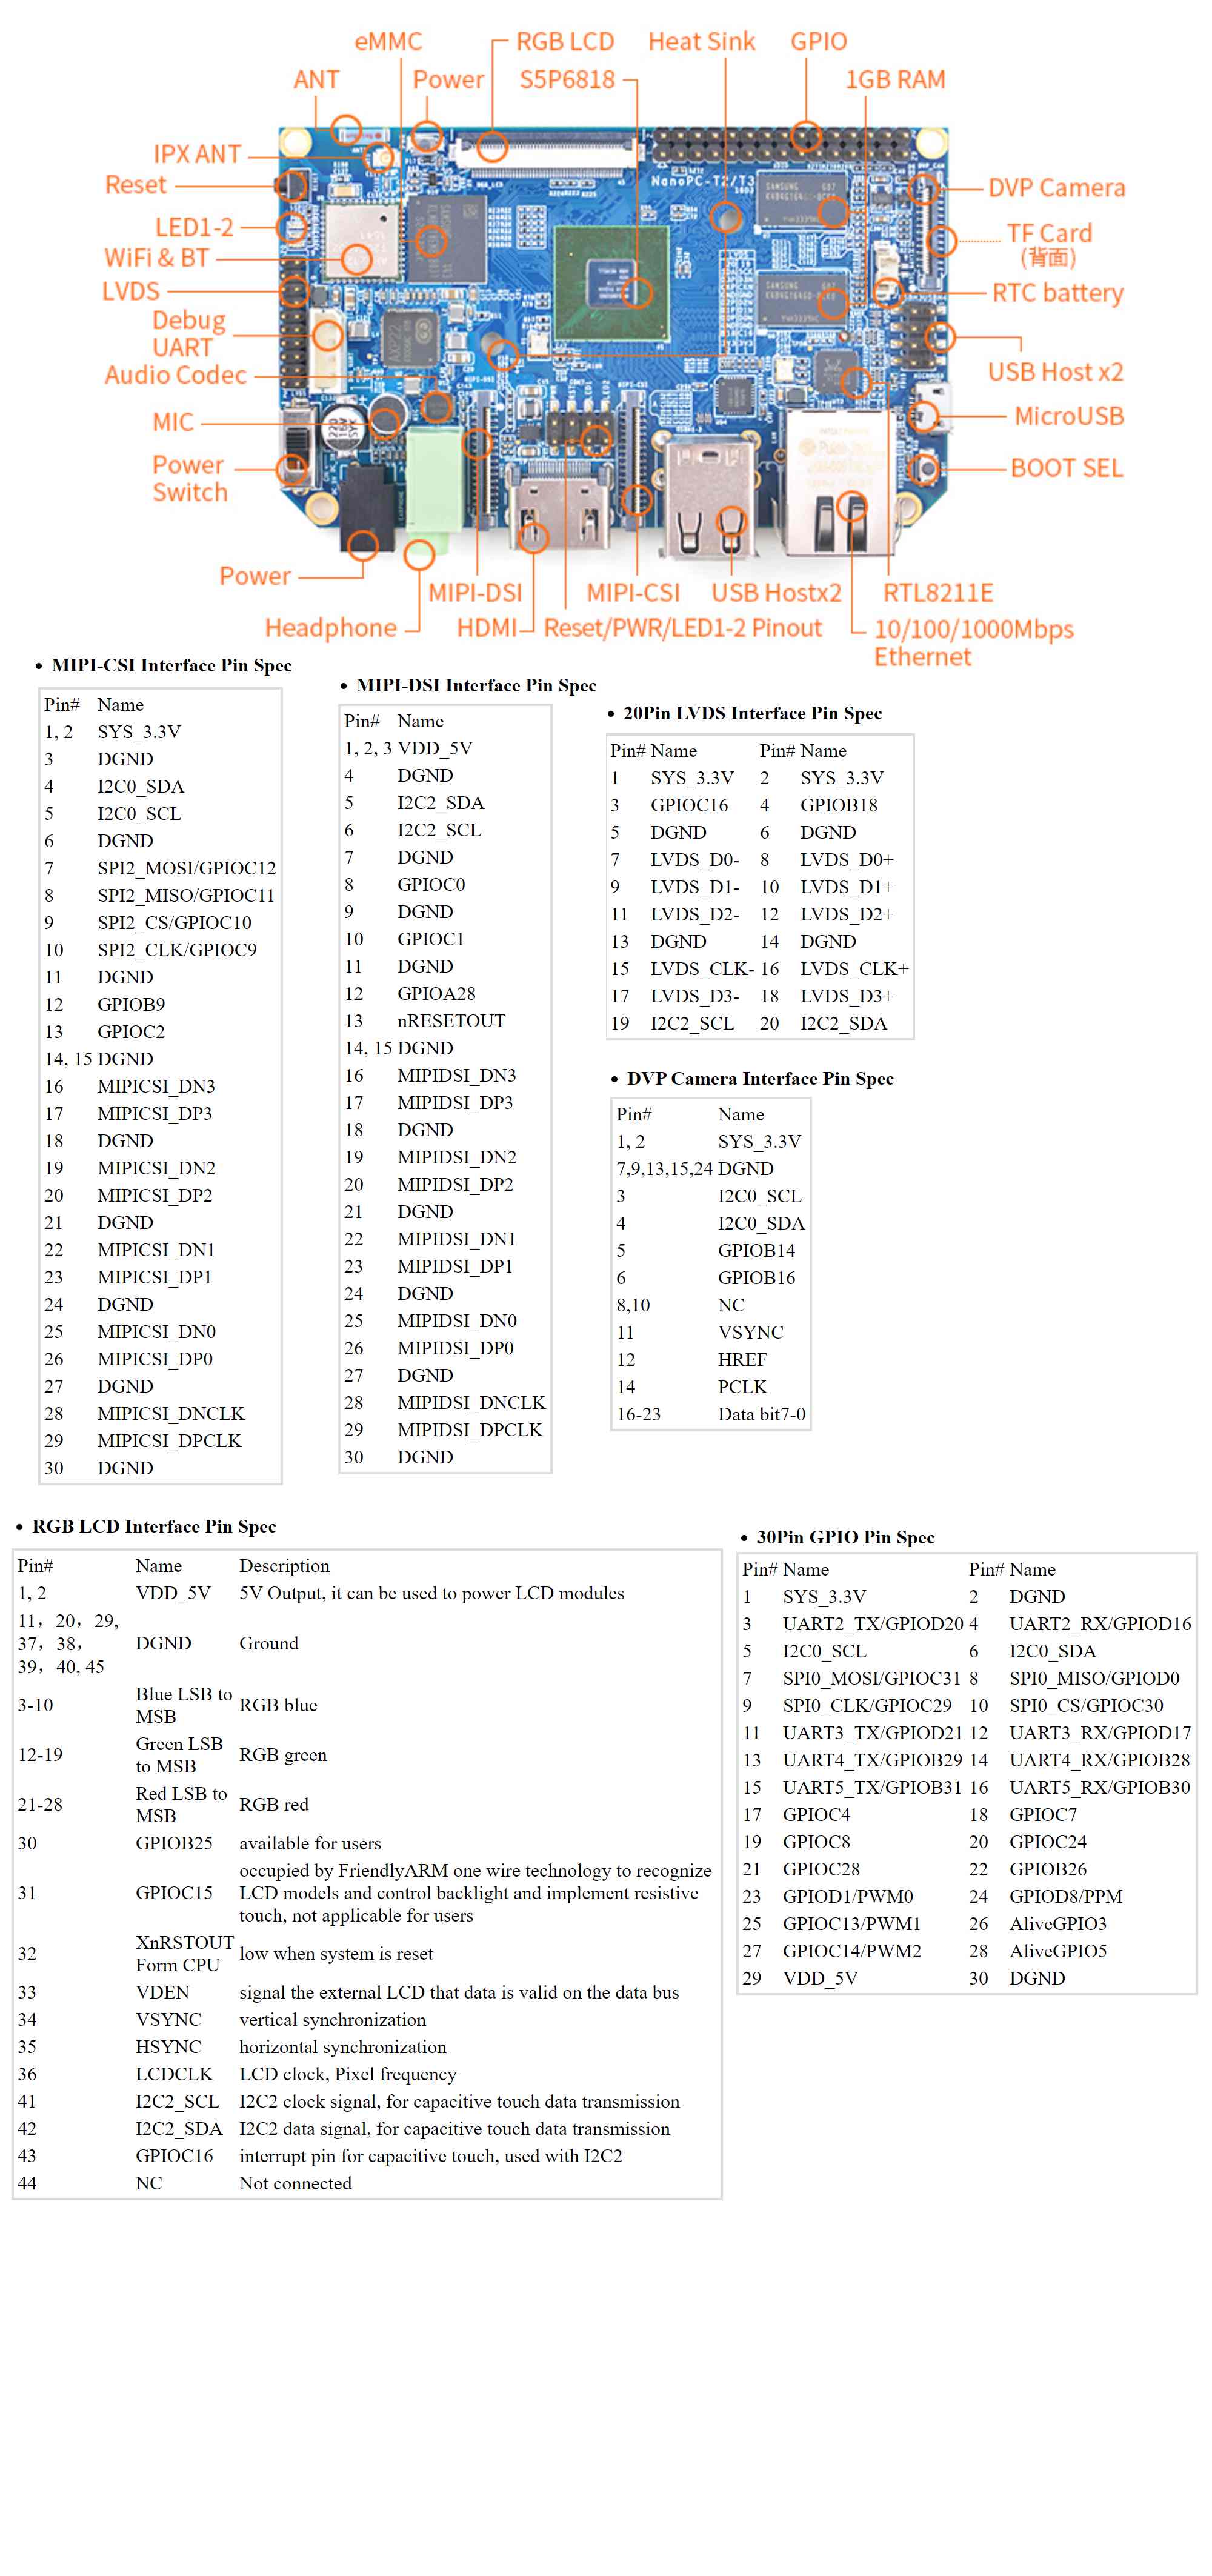 eMMC
RGB LCD
Heat Sink
GPIO
ANT
Power
S5P6818
1GB RAM
IPX ANT
Reset
DVP Camera
LED1-2
TF Card
(背面)
WiFi & BT
LVDS
RTC battery
Debug
UART
Audio Codec
USB Host x2
MIC
MicroUSB
Power
Switch
BOOT SEL
Power
MIPI-DSI
MIPI-CSI
USB Hostx2
RTL8211E
Headphone
HDMI
Reset/PWR/LED1-2 Pinout
10/100/1000Mbps
Ethernet
NanoPC-T2/T3
SAMSUNG
SAMSUNG
AXP22
• MIPI-CSI Interface Pin Spec
Pin# Name
1, 2 SYS_3.3V
3 DGND
4 I2C0_SDA
5 I2C0_SCL
6 DGND
7 SPI2_MOSI/GPIOC12
8 SPI2_MISO/GPIOC11
9 SPI2_CS/GPIOC10
10 SPI2_CLK/GPIOC9
11 DGND
12 GPIOB9
13 GPIOC2
14, 15 DGND
16 MIPICSI_DN3
17 MIPICSI_DP3
18 DGND
19 MIPICSI_DN2
20 MIPICSI_DP2
21 DGND
22 MIPICSI_DN1
23 MIPICSI_DP1
24 DGND
25 MIPICSI_DN0
26 MIPICSI_DP0
27 DGND
28 MIPICSI_DNCLK
29 MIPICSI_DPCLK
30 DGND
• MIPI-DSI Interface Pin Spec
Pin# Name
1, 2, 3 VDD_5V
4 DGND
5 I2C2_SDA
6 I2C2_SCL
7 DGND
8 GPIOC0
9 DGND
10 GPIOC1
11 DGND
12 GPIOA28
13 nRESETOUT
14, 15 DGND
16 MIPIDSI_DN3
17 MIPIDSI_DP3
18 DGND
19 MIPIDSI_DN2
20 MIPIDSI_DP2
21 DGND
22 MIPIDSI_DN1
23 MIPIDSI_DP1
24 DGND
25 MIPIDSI_DN0
26 MIPIDSI_DP0
27 DGND
28 MIPIDSI_DNCLK
29 MIPIDSI_DPCLK
30 DGND
• 20Pin LVDS Interface Pin Spec
Pin# Name Pin# Name
1 SYS_3.3V 2 SYS_3.3V
3 GPIOC16 4 GPIOB18
5 DGND 6 DGND
7 LVDS_D0- 8 LVDS_D0+
9 LVDS_D1- 10 LVDS_D1+
11 LVDS_D2- 12 LVDS_D2+
13 DGND 14 DGND
15 LVDS_CLK- 16 LVDS_CLK+
17 LVDS_D3- 18 LVDS_D3+
19 I2C2_SCL 20 I2C2_SDA
• DVP Camera Interface Pin Spec
Pin# Name
1, 2 SYS_3.3V
7,9,13,15,24 DGND
3 I2C0_SCL
4 I2C0_SDA
5 GPIOB14
6 GPIOB16
8,10 NC
11 VSYNC
12 HREF
14 PCLK
16-23 Data bit7-0
• RGB LCD Interface Pin Spec
Pin# Name Description
1, 2 VDD_5V 5V Output, it can be used to power LCD modules
11，20，29,
37，38，
39，40, 45
DGND Ground
3-10
Blue LSB to
MSB
RGB blue
12-19
Green LSB
to MSB
RGB green
21-28
Red LSB to
MSB
RGB red
30 GPIOB25 available for users
31 GPIOC15
occupied by FriendlyARM one wire technology to recognize
LCD models and control backlight and implement resistive
touch, not applicable for users
32
XnRSTOUT
Form CPU
low when system is reset
33 VDEN signal the external LCD that data is valid on the data bus
34 VSYNC vertical synchronization
35 HSYNC horizontal synchronization
36 LCDCLK LCD clock, Pixel frequency
41 I2C2_SCL I2C2 clock signal, for capacitive touch data transmission
42 I2C2_SDA I2C2 data signal, for capacitive touch data transmission
43 GPIOC16 interrupt pin for capacitive touch, used with I2C2
44 NC Not connected
• 30Pin GPIO Pin Spec
Pin# Name Pin# Name
1 SYS_3.3V 2 DGND
3 UART2_TX/GPIOD20 4 UART2_RX/GPIOD16
5 I2C0_SCL 6 I2C0_SDA
7 SPI0_MOSI/GPIOC31 8 SPI0_MISO/GPIOD0
9 SPI0_CLK/GPIOC29 10 SPI0_CS/GPIOC30
11 UART3_TX/GPIOD21 12 UART3_RX/GPIOD17
13 UART4_TX/GPIOB29 14 UART4_RX/GPIOB28
15 UART5_TX/GPIOB31 16 UART5_RX/GPIOB30
17 GPIOC4 18 GPIOC7
19 GPIOC8 20 GPIOC24
21 GPIOC28 22 GPIOB26
23 GPIOD1/PWM0 24 GPIOD8/PPM
25 GPIOC13/PWM1 26 AliveGPIO3
27 GPIOC14/PWM2 28 AliveGPIO5
29 VDD_5V 30 DGND